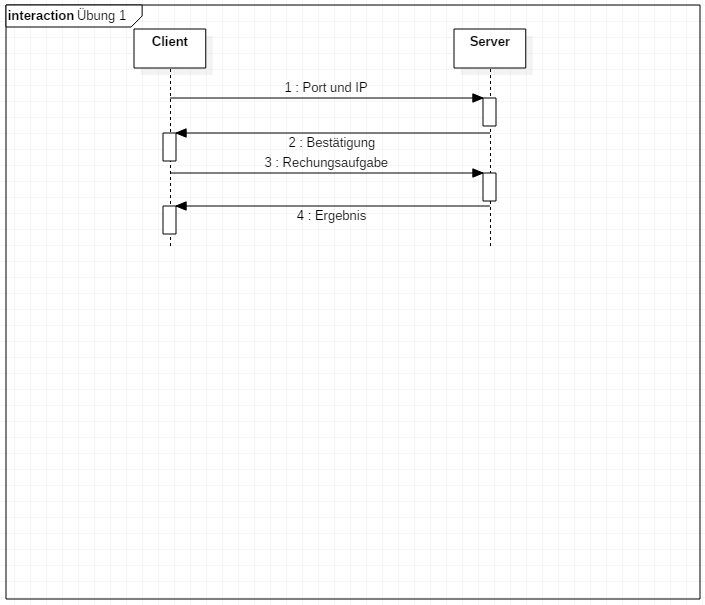 interaction Übung 1
Client
Server
1 : Port und IP
2 : Bestätigung
3 : Rechungsaufgabe
4 : Ergebnis